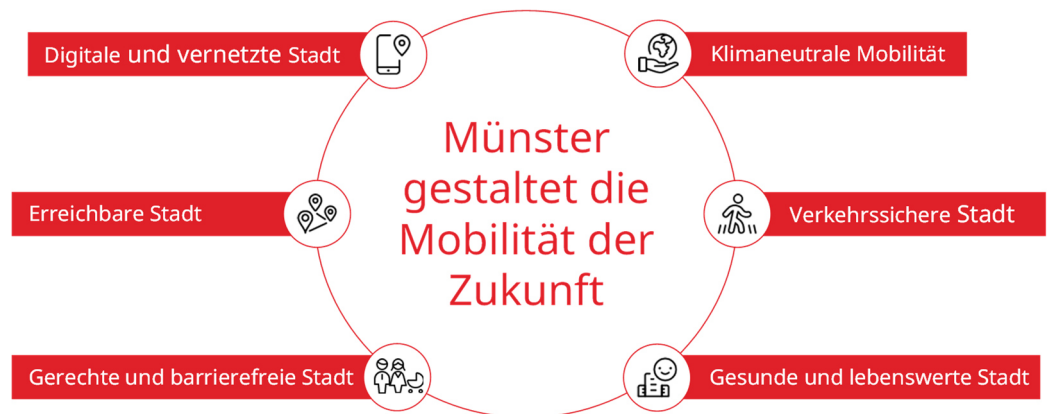 Digitale und vernetzte Stadt
Klimaneutrale Mobilität
Münster
gestaltet die
Mobilität der
Zukunft
Erreichbare Stadt
Verkehrssichere Stadt
Gerechte und barrierefreie Stadt
Gesunde und lebenswerte Stadt